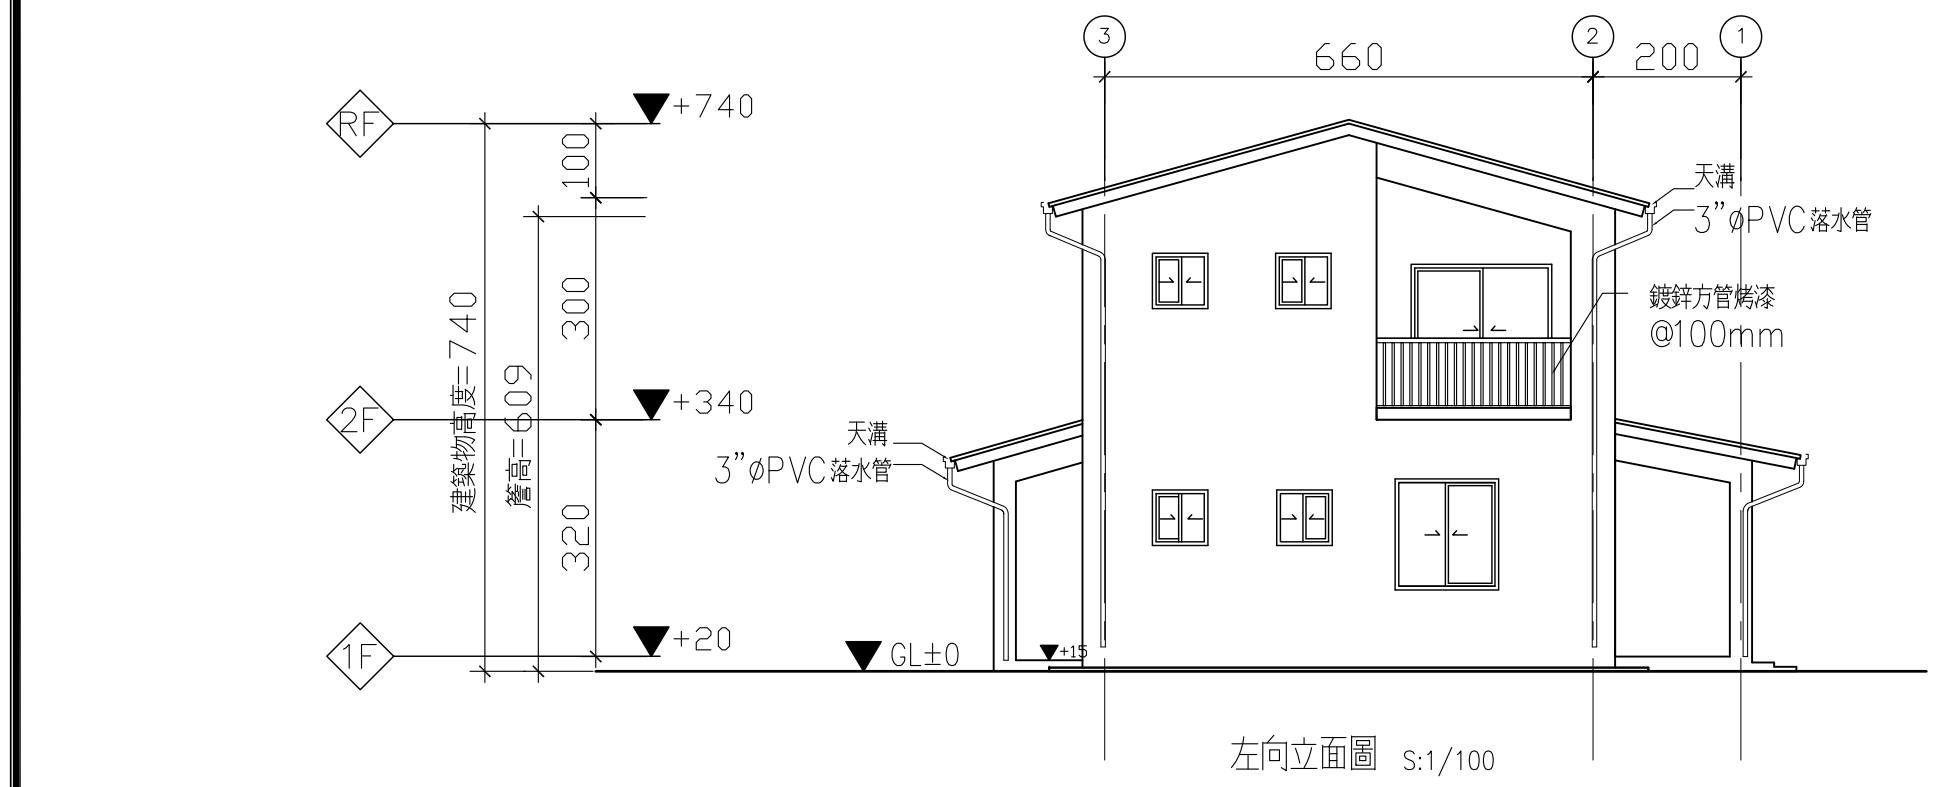 3
2
1
660
200
RF
+740
100
天溝
3"øPVC落水管
300
鍍鋅方管烤漆
@100mm
建築物高度=740
簷高=609
2F
+340
天溝
3"øPVC落水管
320
1F
+20
GL±0
+15
左向立面圖 S:1/100